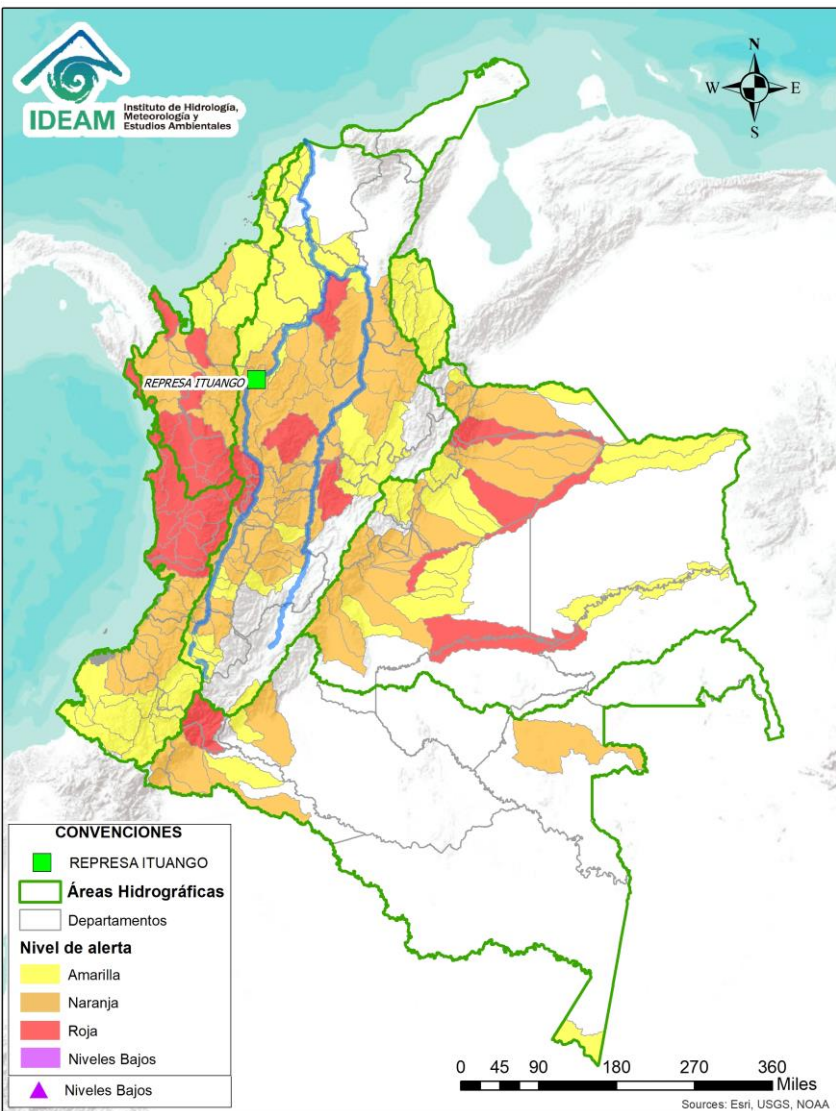 IDEAM
Instituto de Hidrología,
Meteorología y
Estudios Ambientales
N
W E
S
REPRESA ITUANGO
CONVENCIONES
REPRESA ITUANGO
Áreas Hidrográficas
Departamentos
Nivel de alerta
Amarilla
Naranja
Roja
Niveles Bajos
Niveles Bajos
0 45 90 180 270 360
Miles
Sources: Esri, USGS, NOAA